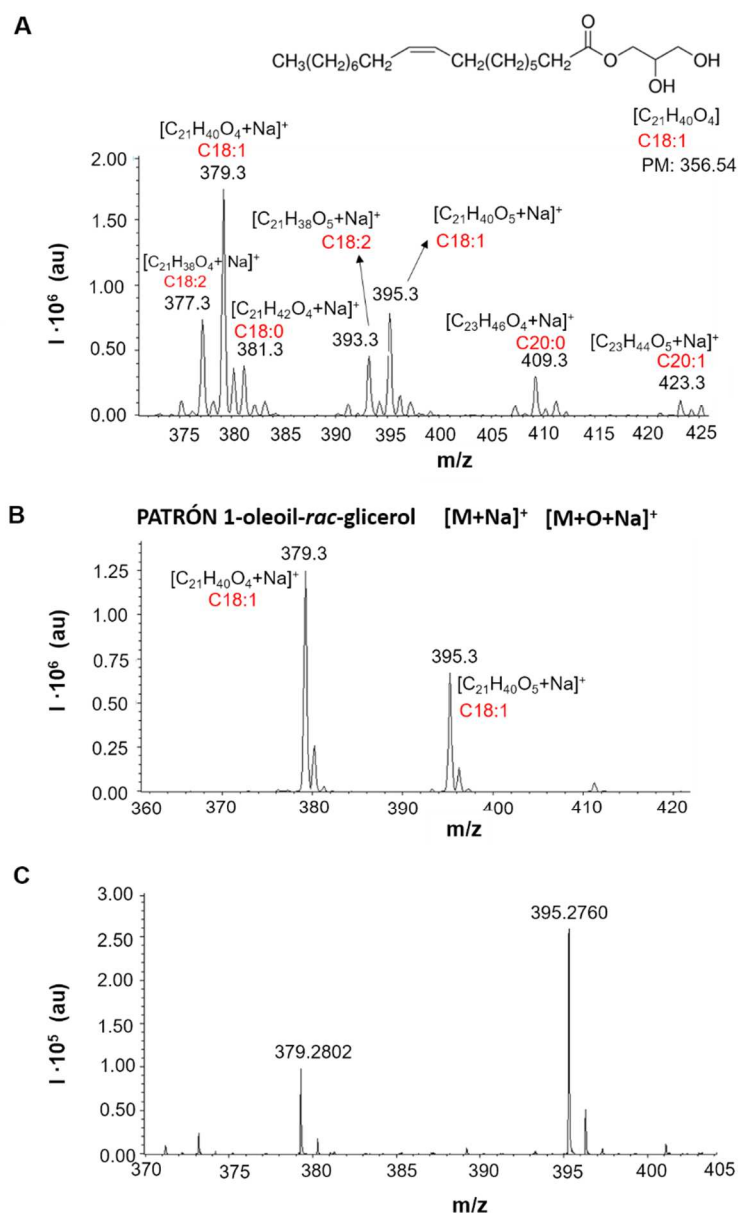 A
CH3(CH2)6CH2
CH2(CH2)5CH2
O
O
OH
OH
[C₂₁H₄₀O₄]
C18:1
PM: 356.54
[C₂₁H₄₀O₄+Na]⁺
C18:1
379.3
[C₂₁H₃₈O₄+Na]⁺
C18:2
377.3
[C₂₁H₄₂O₄+Na]⁺
C18:0
381.3
[C₂₁H₃₈O₅+Na]⁺
C18:2
393.3
[C₂₁H₄₀O₅+Na]⁺
C18:1
395.3
[C₂₃H₄₆O₄+Na]⁺
C20:0
409.3
[C₂₃H₄₄O₅+Na]⁺
C20:1
423.3
I ·10⁶ (au)
2.00
1.50
1.00
0.50
0.00
375 380 385 390 395 400 405 410 415 420 425
m/z
B
PATRÓN 1-oleoil-rac-glicerol [M+Na]⁺ [M+O+Na]⁺
379.3
[C₂₁H₄₀O₄+Na]⁺
C18:1
395.3
[C₂₁H₄₀O₅+Na]⁺
C18:1
I ·10⁶ (au)
1.25
1.00
0.75
0.50
0.25
0.00
360 370 380 390 400 410 420
m/z
C
395.2760
379.2802
I ·10⁵ (au)
3.00
2.50
2.00
1.50
1.00
0.50
0.00
370 375 380 385 390 395 400 405
m/z